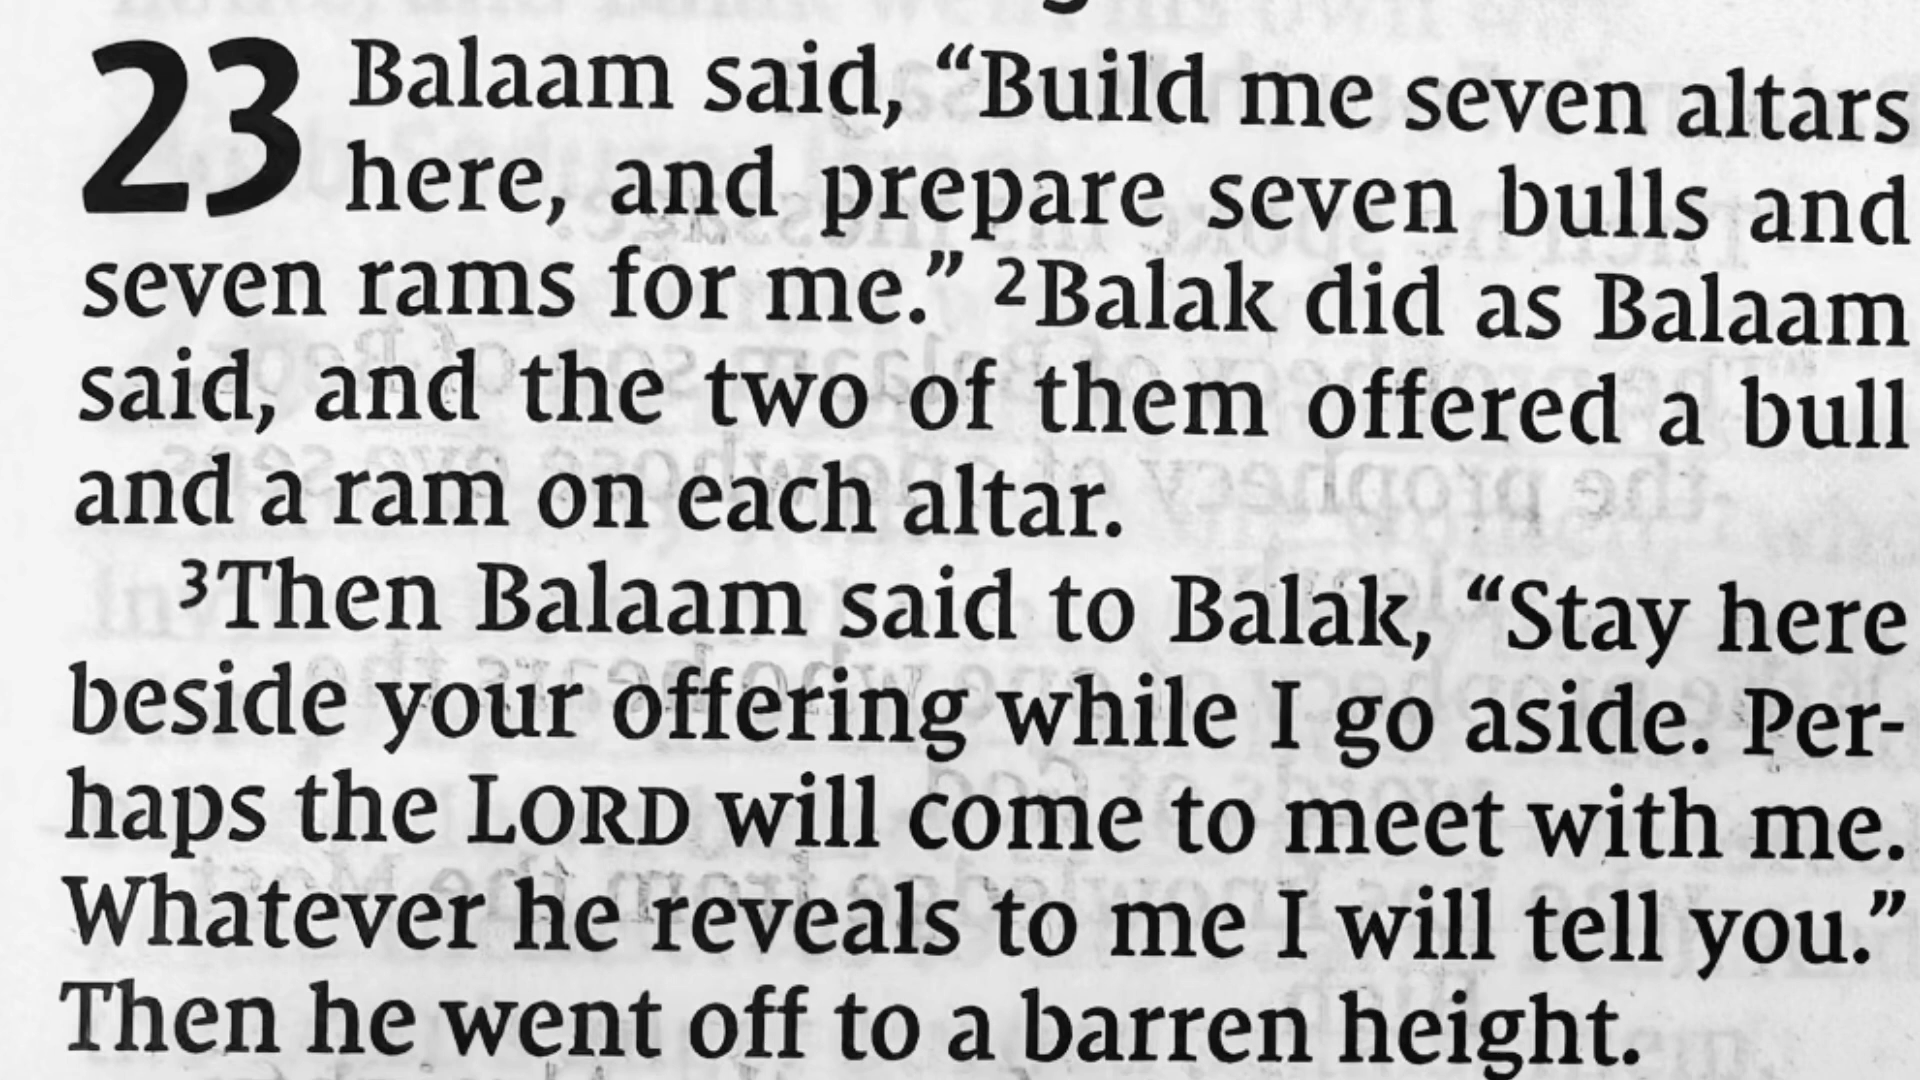 23 Balaam said, “Build me seven altars
here, and prepare seven bulls and
seven rams for me.” ²Balak did as Balaam
said, and the two of them offered a bull
and a ram on each altar.
³Then Balaam said to Balak, “Stay here
beside your offering while I go aside. Per-
haps the LORD will come to meet with me.
Whatever he reveals to me I will tell you.”
Then he went off to a barren height.